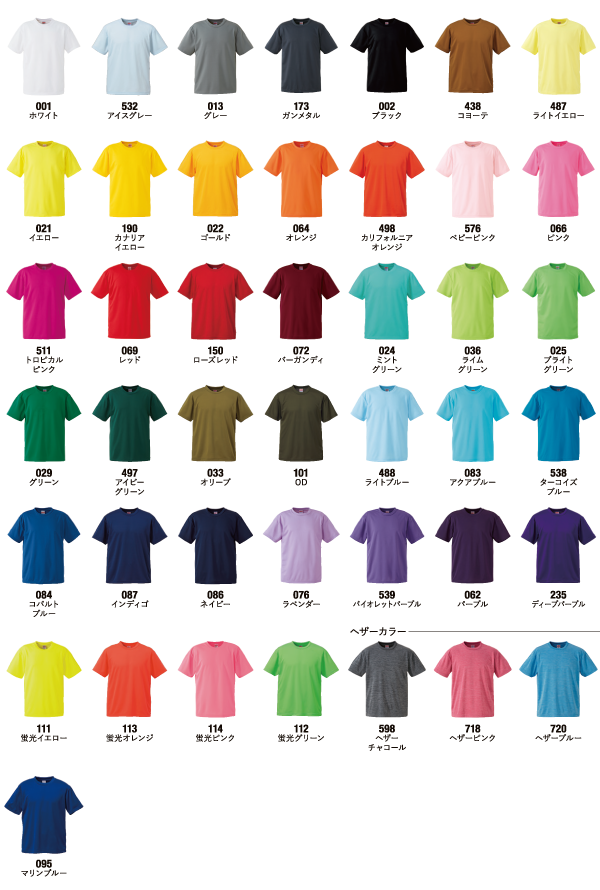 001 532 013 173 002 438 487
ホワイト アイスグレー グレー ガンメタル ブラック コヨーテ ライトイエロー
021 190 022 064 498 576 066
イエロー カナリア ゴールド オレンジ カリフォルニア ベビーピンク ピンク
イエロー オレンジ
511 069 150 072 024 036 025
トロピカル レッド ローズレッド バーガンディ ミント ライム ブライト
ピンク グリーン グリーン グリーン
029 497 033 101 488 083 538
グリーン アイビー オリーブ OD ライトブルー アクアブルー ターコイズ
グリーン ブルー
084 087 086 076 539 062 235
コバルト インディゴ ネイビー ラベンダー バイオレットパープル パープル ディープパープル
ブルー
ヘザーカラー
111 113 114 112 598 718 720
蛍光イエロー 蛍光オレンジ 蛍光ピンク 蛍光グリーン ヘザー ヘザーピンク ヘザーブルー
チャコール
095
マリンブルー